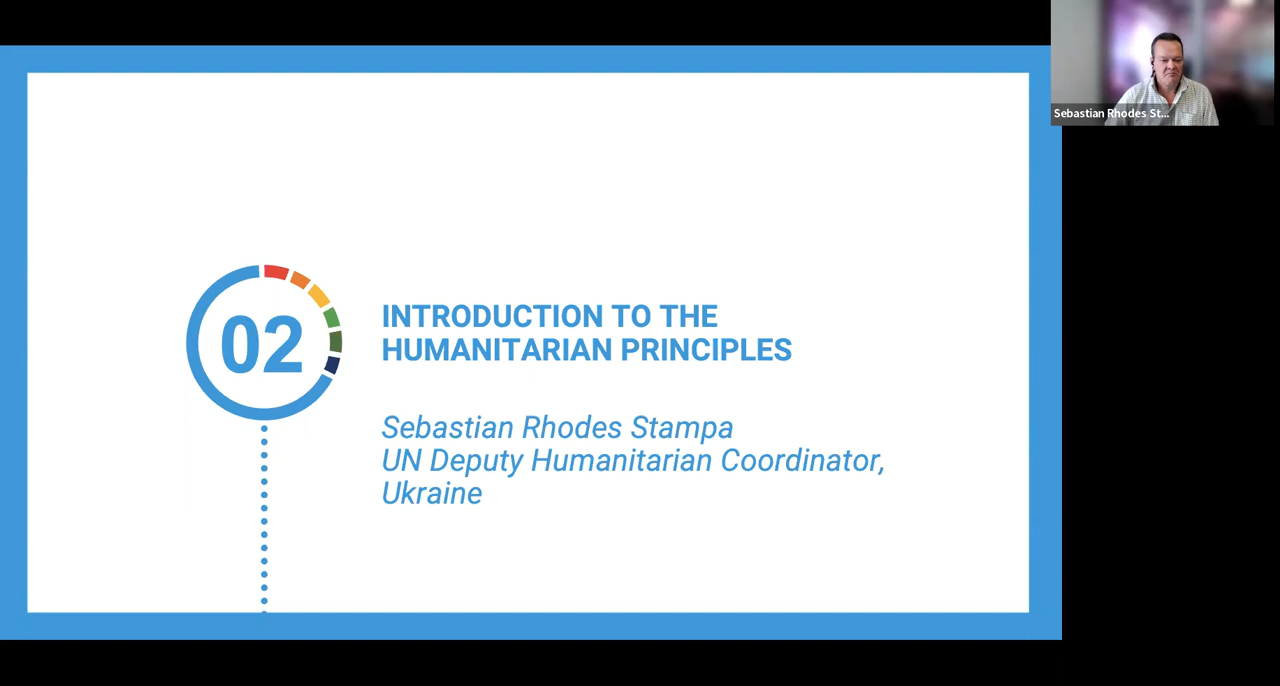 Sebastian Rhodes St...
02
INTRODUCTION TO THE
HUMANITARIAN PRINCIPLES
Sebastian Rhodes Stampa
UN Deputy Humanitarian Coordinator,
Ukraine